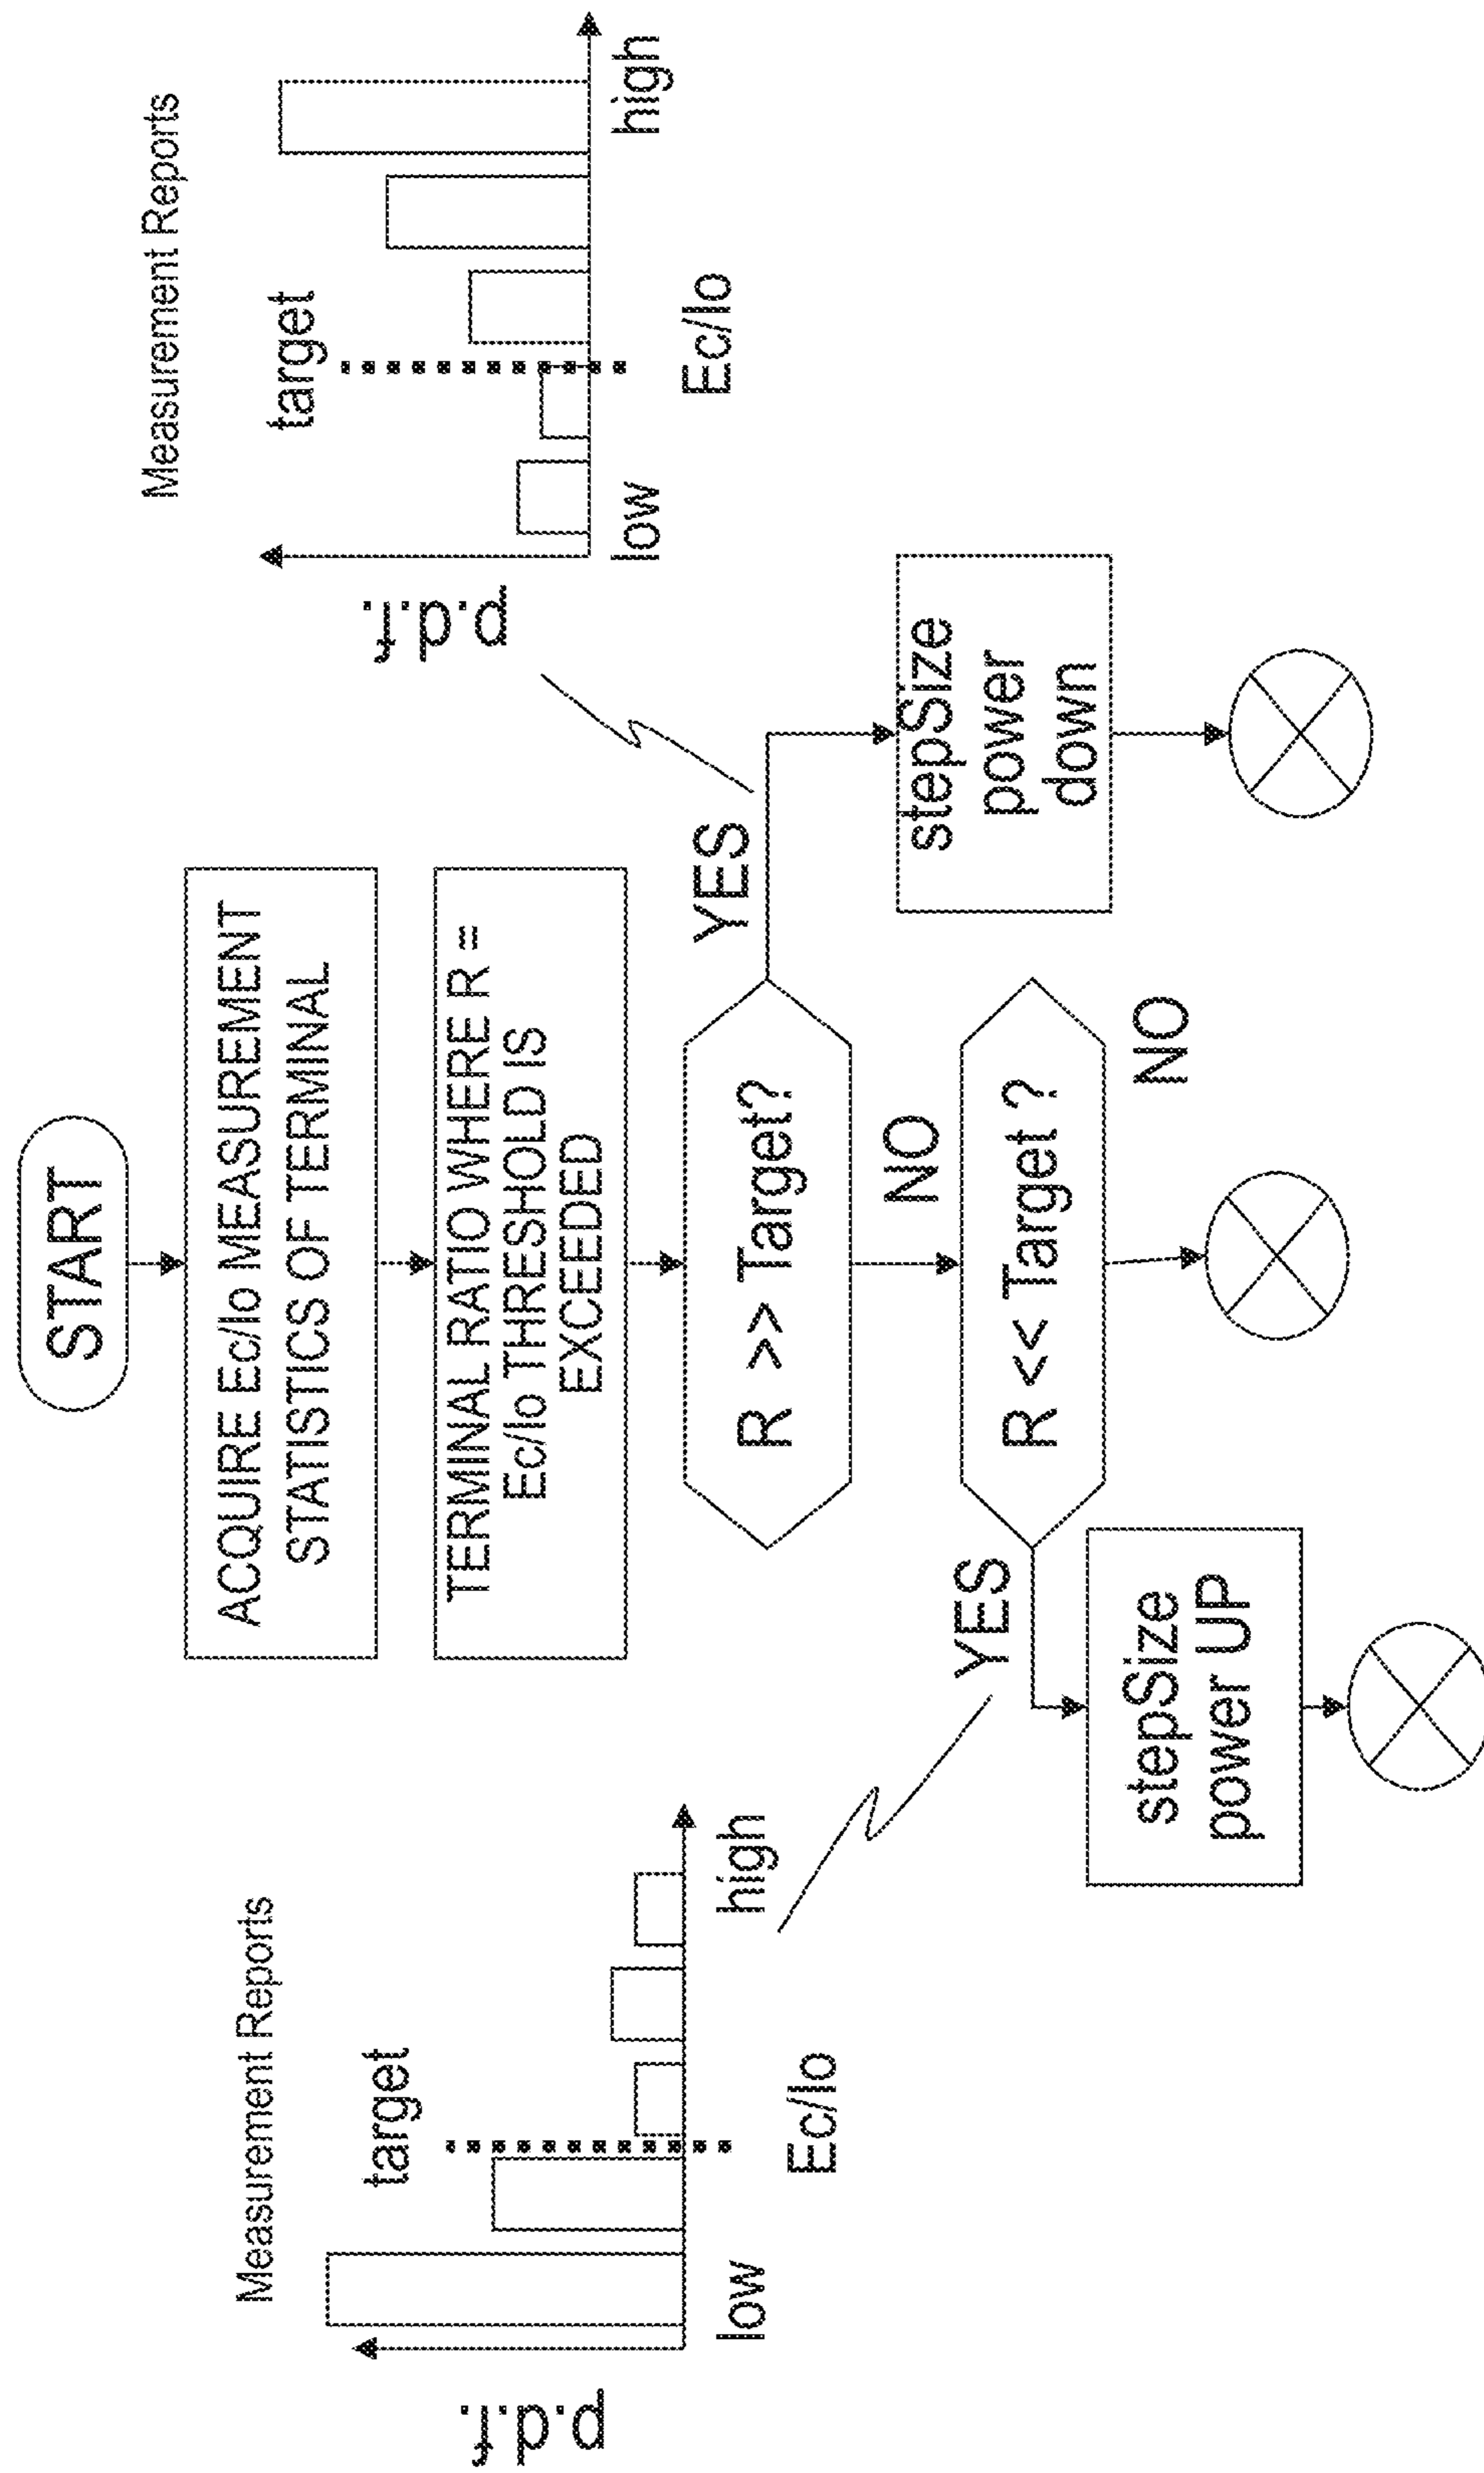 START
ACQUIRE Ec/Io MEASUREMENT
STATISTICS OF TERMINAL
TERMINAL RATIO WHERE R =
Ec/Io THRESHOLD IS
EXCEEDED
R >> Target?
YES
NO
R << Target ?
YES
NO
stepSize
power
down
stepSize
power UP
Measurement Reports
target
p.d.f.
low
high
Ec/Io
Measurement Reports
target
p.d.f.
low
high
Ec/Io